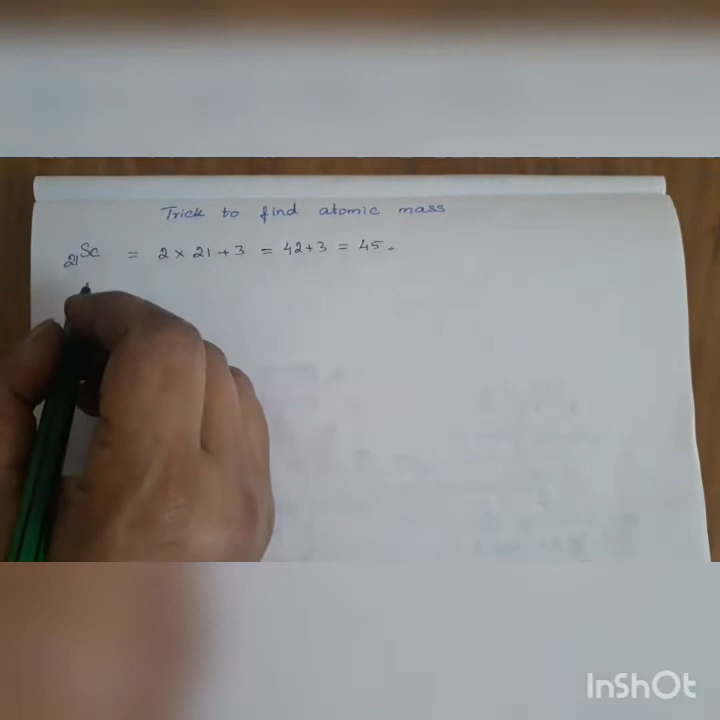 Trick to find atomic mass
₂₁Sc = 2 × 21 + 3 = 42 + 3 = 45.
InShOt